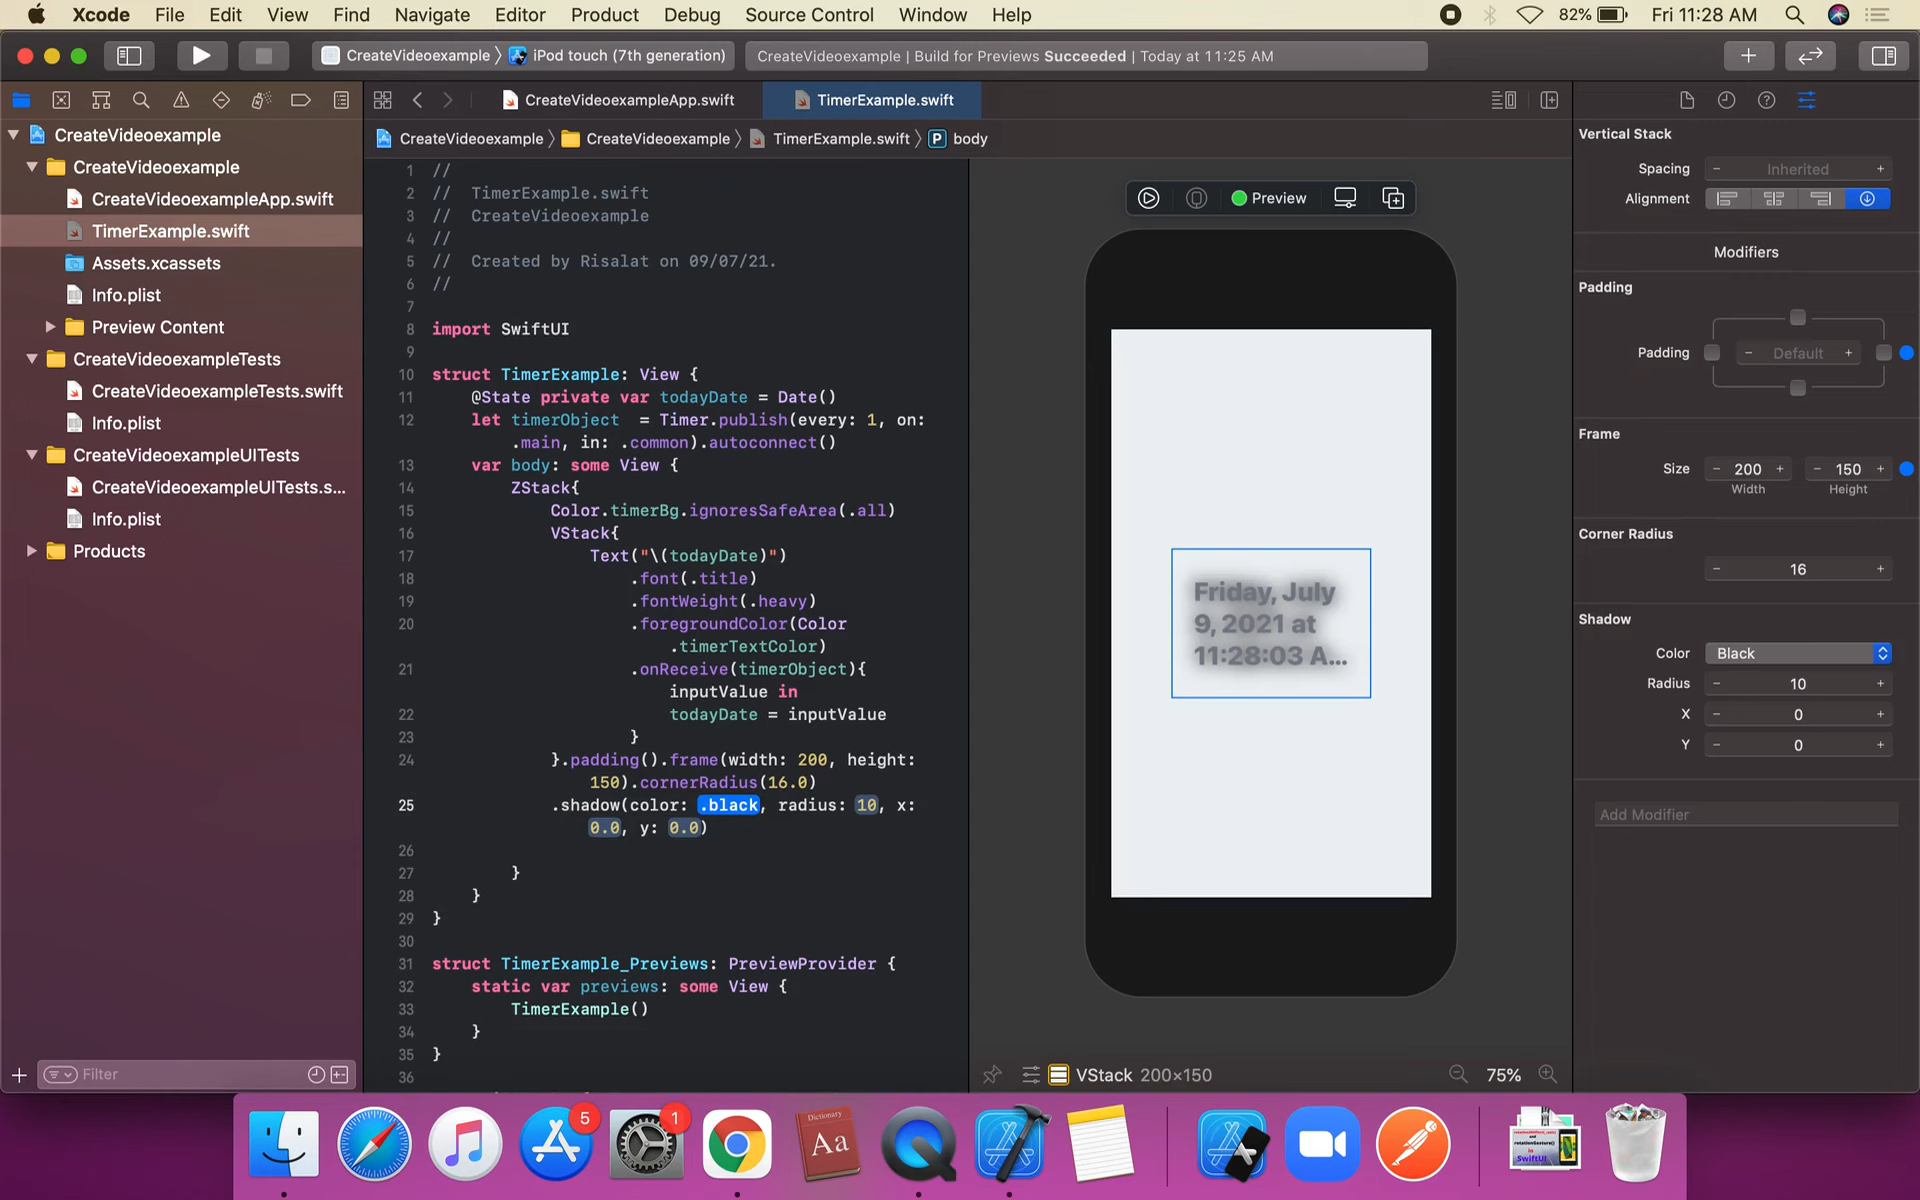 Xcode File Edit View Find Navigate Editor Product Debug Source Control Window Help 82% Fri 11:28 AM
CreateVideoexample iPod touch (7th generation) CreateVideoexample | Build for Previews Succeeded | Today at 11:25 AM
CreateVideoexampleApp.swift TimerExample.swift
CreateVideoexample CreateVideoexample TimerExample.swift P body
CreateVideoexample
CreateVideoexample
CreateVideoexampleApp.swift
TimerExample.swift
Assets.xcassets
Info.plist
Preview Content
CreateVideoexampleTests
CreateVideoexampleTests.swift
Info.plist
CreateVideoexampleUITests
CreateVideoexampleUITests.s...
Info.plist
Products
Filter
1 //
2 // TimerExample.swift
3 // CreateVideoexample
4 //
5 // Created by Risalat on 09/07/21.
6 //
7
8 import SwiftUI
9
10 struct TimerExample: View {
11 @State private var todayDate = Date()
12 let timerObject = Timer.publish(every: 1, on:
.main, in: .common).autoconnect()
13 var body: some View {
14 ZStack{
15 Color.timerBg.ignoresSafeArea(.all)
16 VStack{
17 Text("\(todayDate)")
18 .font(.title)
19 .fontWeight(.heavy)
20 .foregroundColor(Color
.timerTextColor)
21 .onReceive(timerObject){
inputValue in
22 todayDate = inputValue
23 }
24 }.padding().frame(width: 200, height:
150).cornerRadius(16.0)
25 .shadow(color: .black, radius: 10, x:
0.0, y: 0.0)
26
27 }
28 }
29 }
30
31 struct TimerExample_Previews: PreviewProvider {
32 static var previews: some View {
33 TimerExample()
34 }
35 }
36
Preview
Friday, July
9, 2021 at
11:28:03 A...
VStack 200×150 75%
Vertical Stack
Spacing - Inherited +
Alignment
Modifiers
Padding
Padding - Default +
Frame
Size - 200 + - 150 +
Width Height
Corner Radius
- 16 +
Shadow
Color Black
Radius - 10 +
X - 0 +
Y - 0 +
Add Modifier
5
1
Dictionary
Aa
SwiftUI